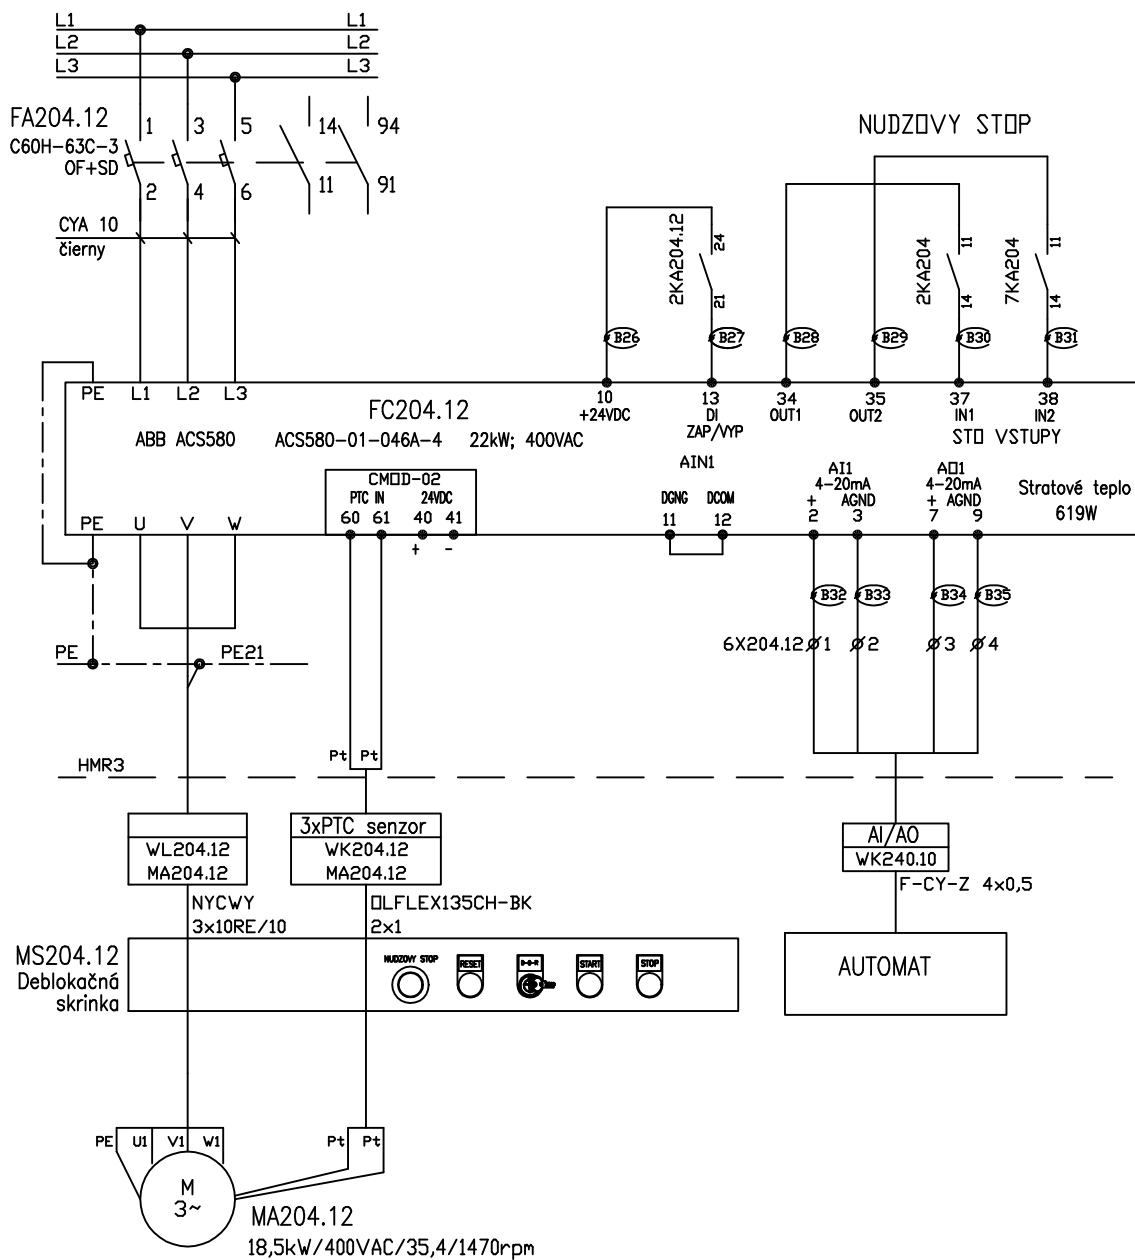 L1 L1
L2 L2
L3 L3
FA204.12
C60H-63C-3
OF+SD
1 3 5 14 94
2 4 6 11 91
CYA 10
čierny
NUDZOVY STOP
2KA204.12
24
21
2KA204
11
14
7KA204
11
14
B26 B27 B28 B29 B30 B31
PE L1 L2 L3
10 13 34 35 37 38
+24VDC DI OUT1 OUT2 IN1 IN2
ZAP/VYP
STO VSTUPY
FC204.12
ABB ACS580 ACS580-01-046A-4 22kW; 400VAC
AIN1
CMOD-02
PTC IN 24VDC
60 61 40 41
+ -
DGNG DCOM
11 12
AI1 AO1
4-20mA 4-20mA
+ AGND + AGND
2 3 7 9
Stratové teplo
619W
PE U V W
B32 B33 B34 B35
6X204.12 1 2 3 4
PE PE21
Pt Pt
HMR3
WL204.12
MA204.12
3xPTC senzor
WK204.12
MA204.12
AI/AO
WK240.10
NYCWY
3x10RE/10
OLFLEX135CH-BK
2x1
F-CY-Z 4x0,5
MS204.12
Deblokačná
skrinka
NUDZOVY STOP RESET D-0-R START STOP
AUTOMAT
PE U1 V1 W1 Pt Pt
M
3~
MA204.12
18,5kW/400VAC/35,4/1470rpm